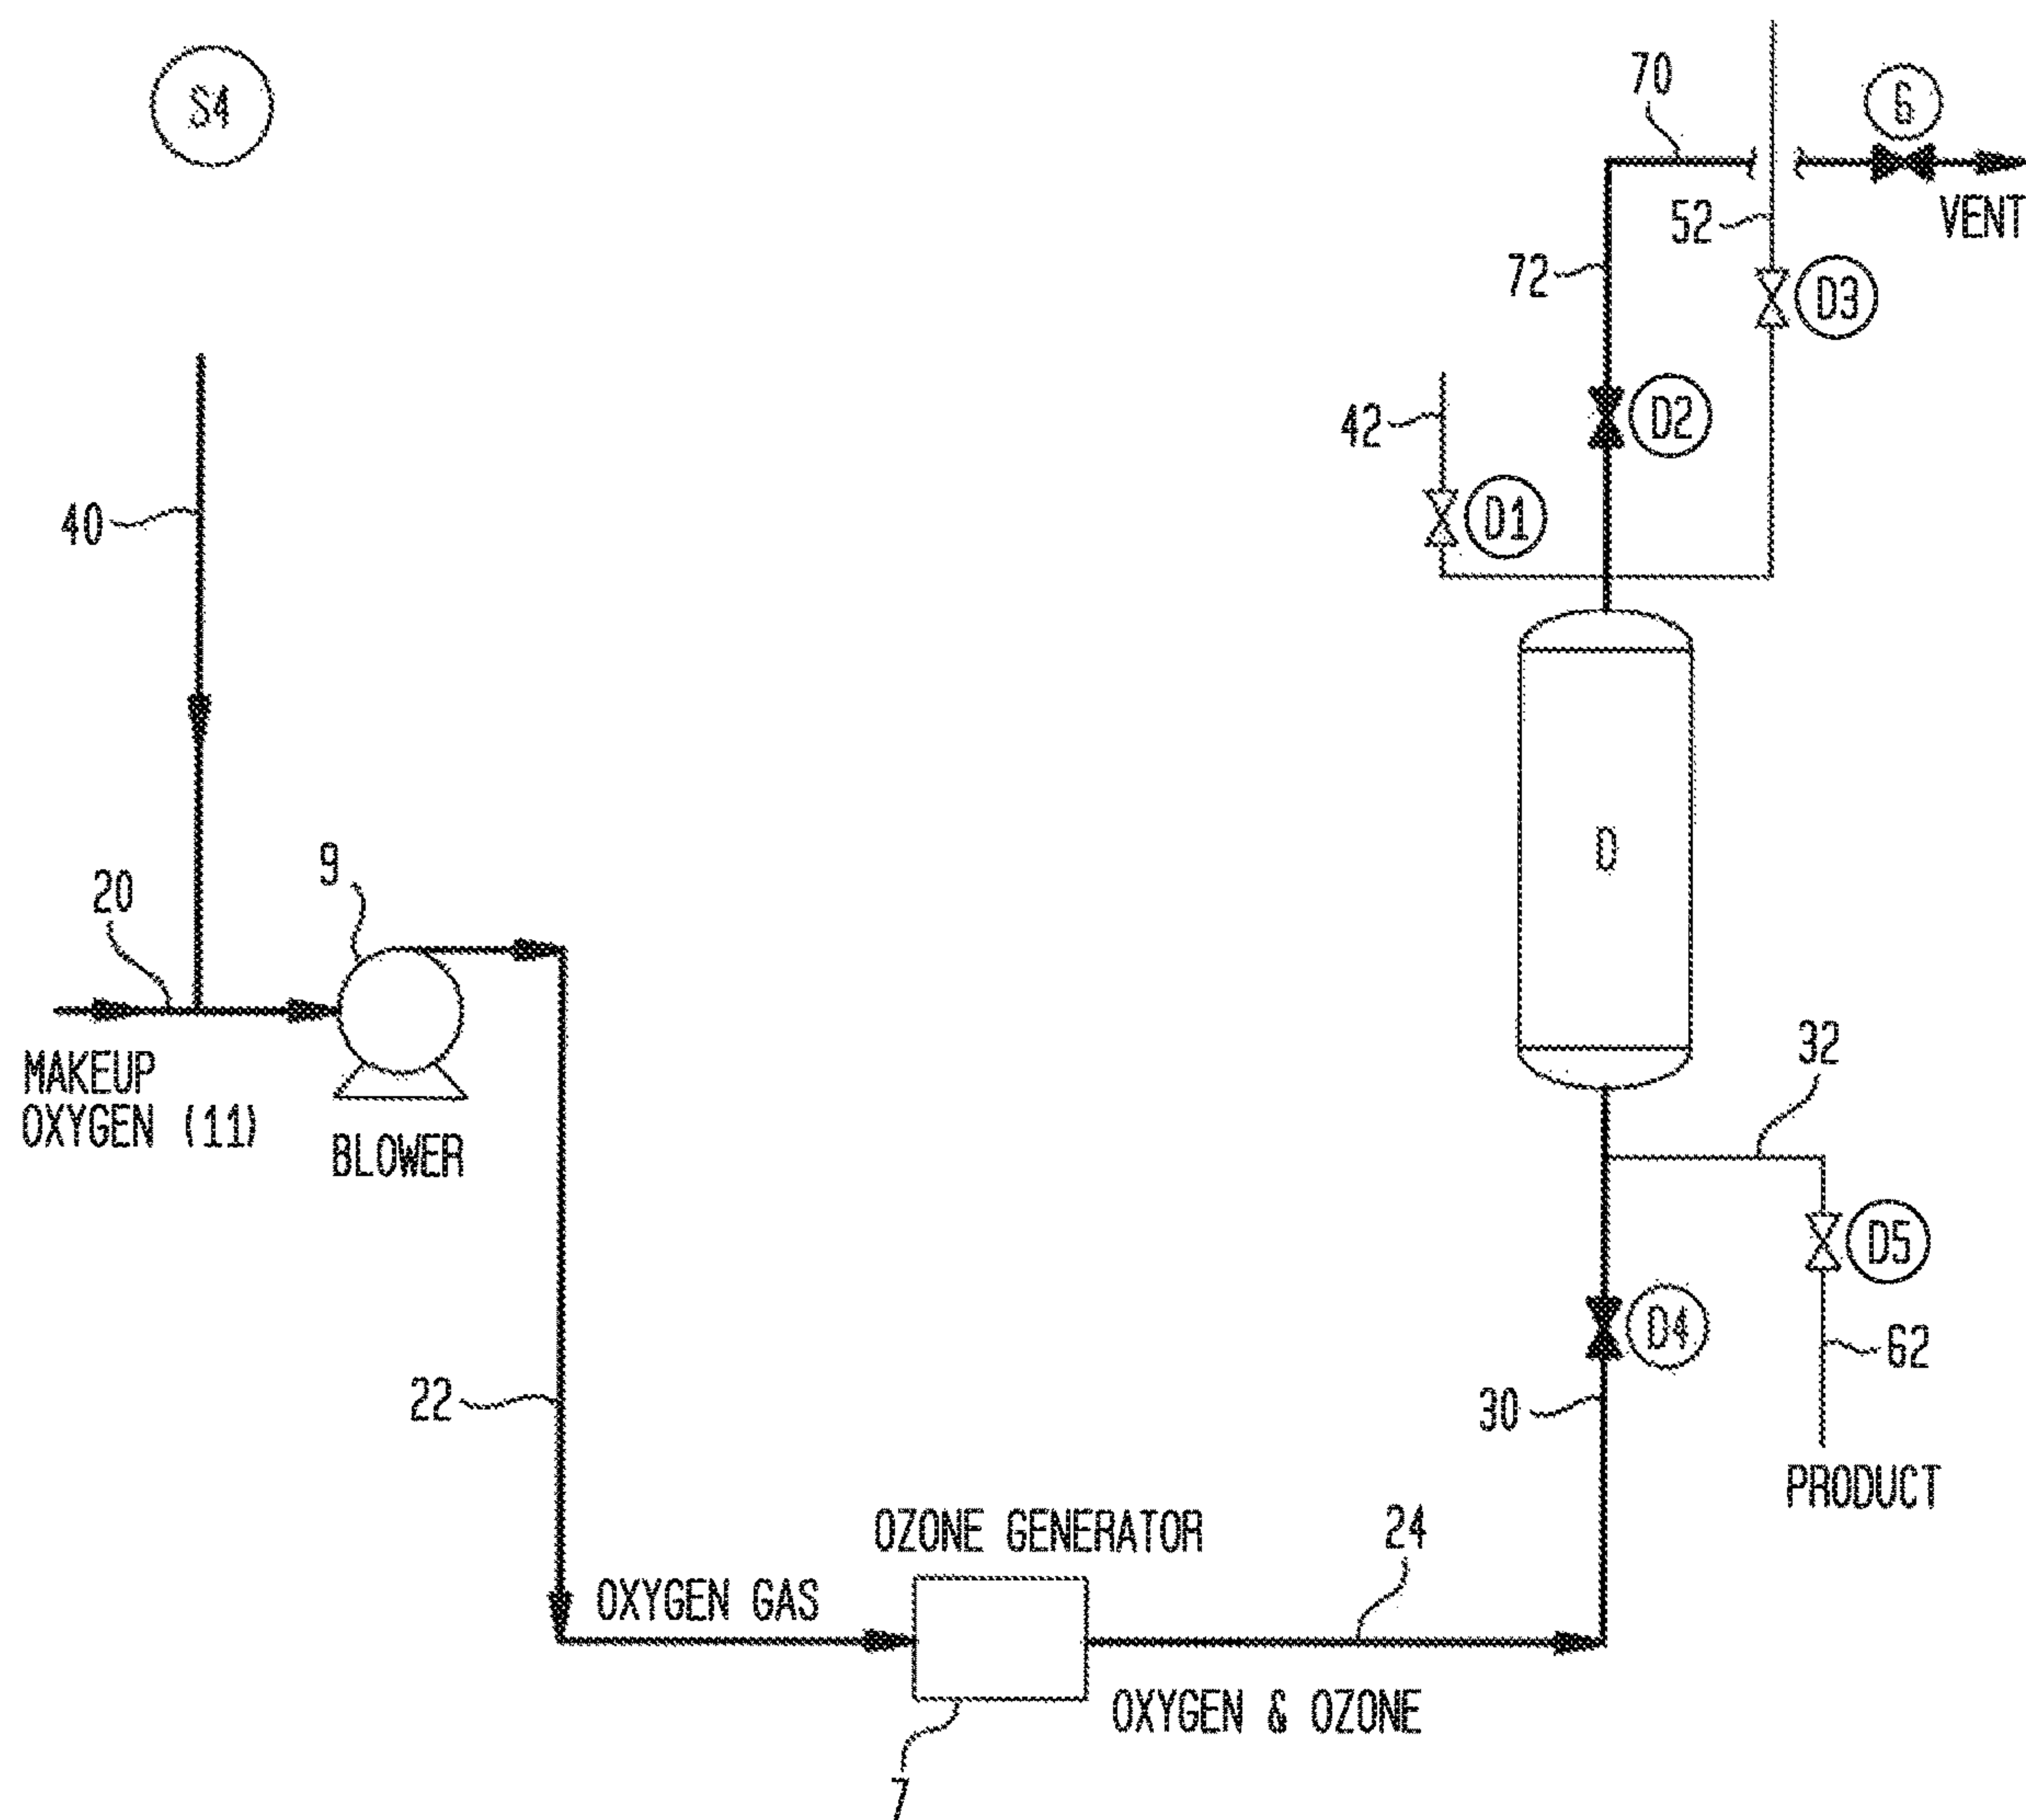 S4
70
G
52
VENT
72
D3
D2
42
D1
40
D
9
20
32
MAKEUP
OXYGEN (11)
BLOWER
D5
D4
62
22
30
PRODUCT
OZONE GENERATOR
24
OXYGEN GAS
OXYGEN & OZONE
7